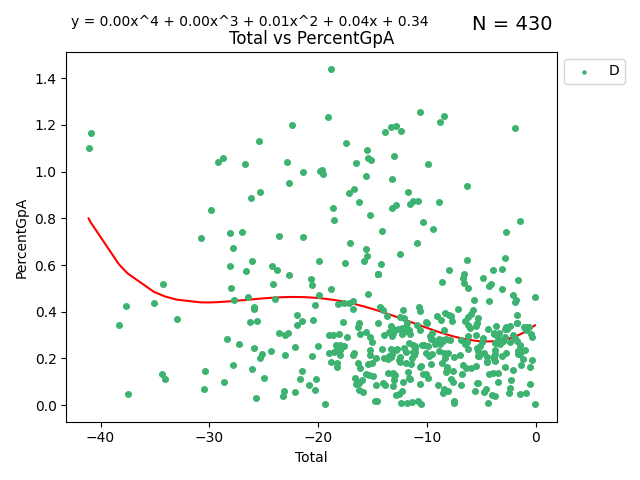 y = 0.00x^4 + 0.00x^3 + 0.01x^2 + 0.04x + 0.34
N = 430
Total vs PercentGpA
D
PercentGpA
1.4
1.2
1.0
0.8
0.6
0.4
0.2
0.0
−40 −30 −20 −10 0
Total